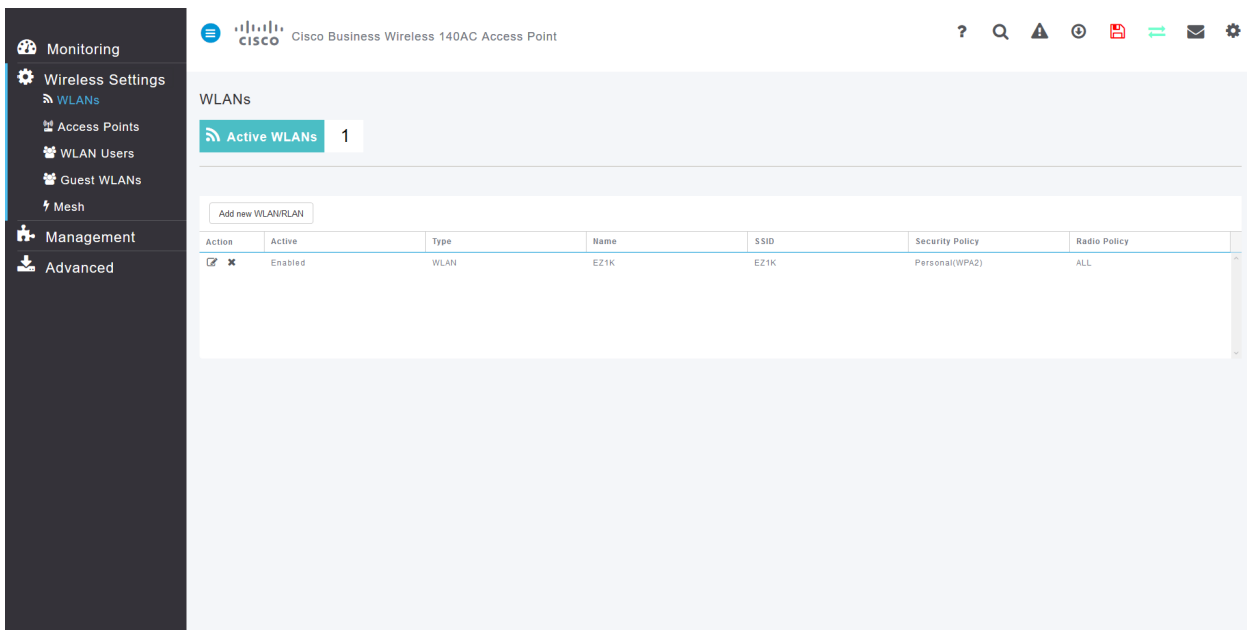 Monitoring
Wireless Settings
WLANs
Access Points
WLAN Users
Guest WLANs
Mesh
Management
Advanced
CISCO Cisco Business Wireless 140AC Access Point
?
WLANs
Active WLANs 1
Add new WLAN/RLAN
Action Active Type Name SSID Security Policy Radio Policy
Enabled WLAN EZ1K EZ1K Personal(WPA2) ALL